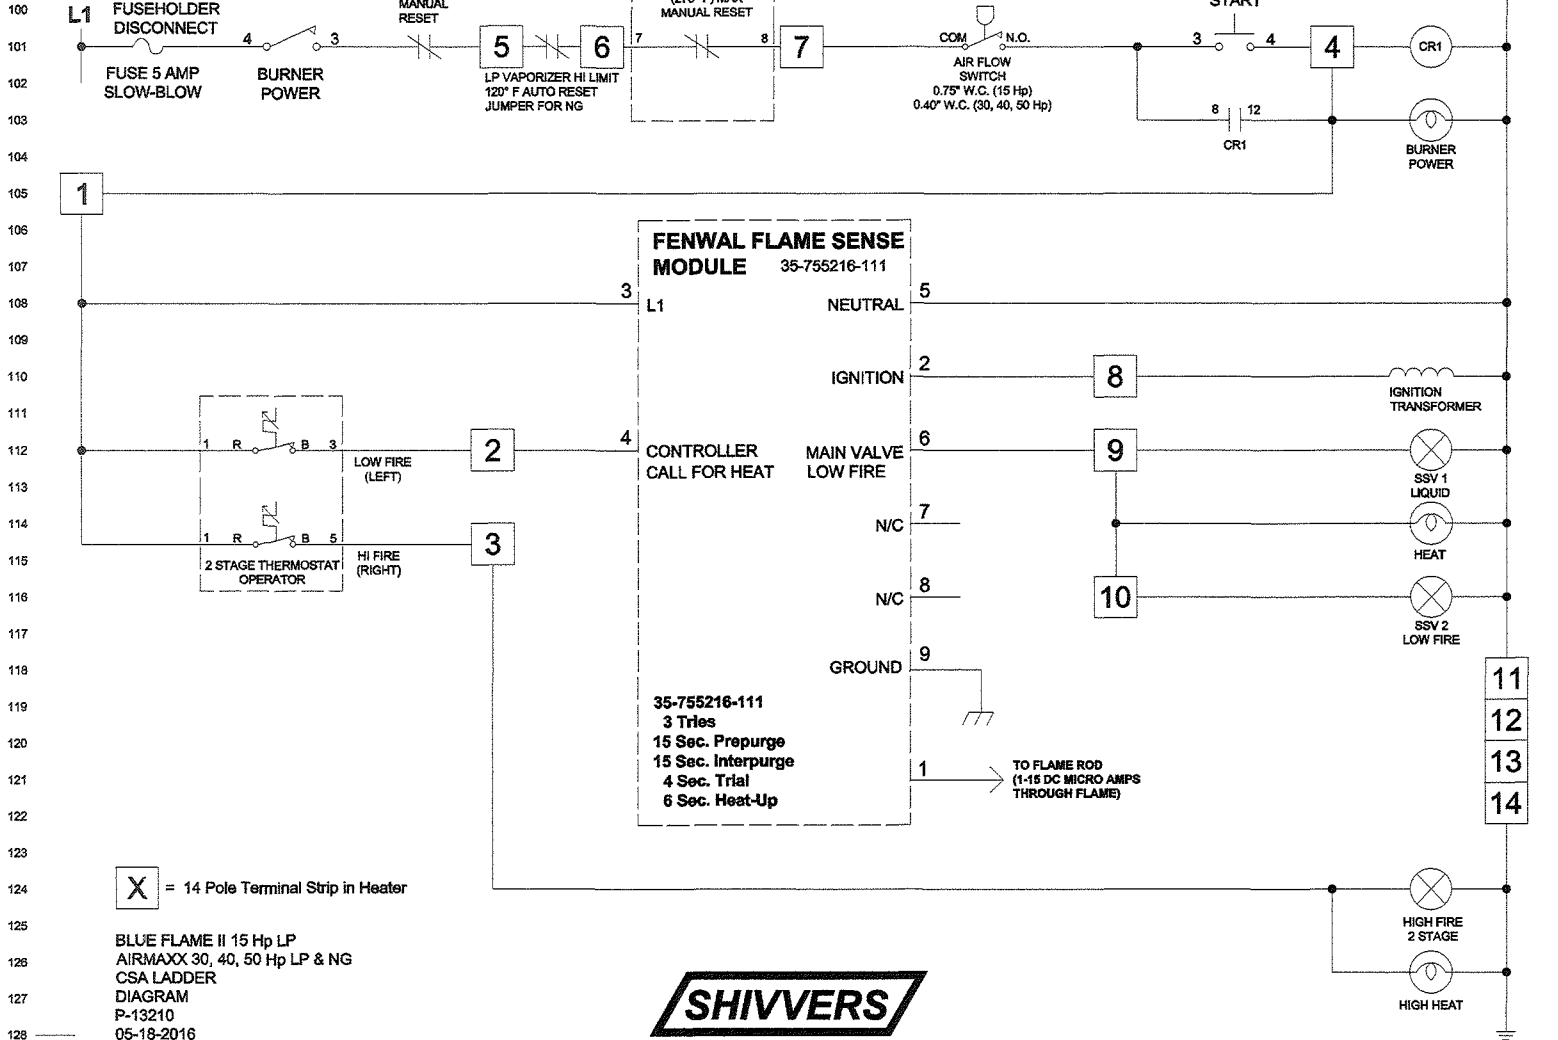 100
L1
FUSEHOLDER
DISCONNECT
MANUAL
RESET
MANUAL RESET
START
101
4
3
5
6
7
8
7
COM
N.O.
3
4
4
CR1
FUSE 5 AMP
SLOW-BLOW
BURNER
POWER
LP VAPORIZER HI LIMIT
120° F AUTO RESET
JUMPER FOR NG
AIR FLOW
SWITCH
0.75" W.C. (15 Hp)
0.40" W.C. (30, 40, 50 Hp)
102
103
8
12
CR1
BURNER
POWER
104
105
1
106
FENWAL FLAME SENSE
MODULE 35-755216-111
107
108
3
L1
NEUTRAL
5
109
110
IGNITION
2
8
IGNITION
TRANSFORMER
111
112
1
R
B
3
LOW FIRE
(LEFT)
2
4
CONTROLLER
CALL FOR HEAT
MAIN VALVE
LOW FIRE
6
9
SSV 1
LIQUID
113
114
1
R
B
5
HI FIRE
(RIGHT)
3
N/C
7
HEAT
115
2 STAGE THERMOSTAT
OPERATOR
116
N/C
8
10
SSV 2
LOW FIRE
117
118
GROUND
9
11
119
35-755216-111
3 Tries
15 Sec. Prepurge
15 Sec. Interpurge
4 Sec. Trial
6 Sec. Heat-Up
12
120
13
121
1
TO FLAME ROD
(1-15 DC MICRO AMPS
THROUGH FLAME)
14
122
123
124
X = 14 Pole Terminal Strip in Heater
HIGH FIRE
2 STAGE
125
BLUE FLAME II 15 Hp LP
AIRMAXX 30, 40, 50 Hp LP & NG
CSA LADDER
DIAGRAM
P-13210
05-18-2016
126
127
128
SHIVVERS
HIGH HEAT